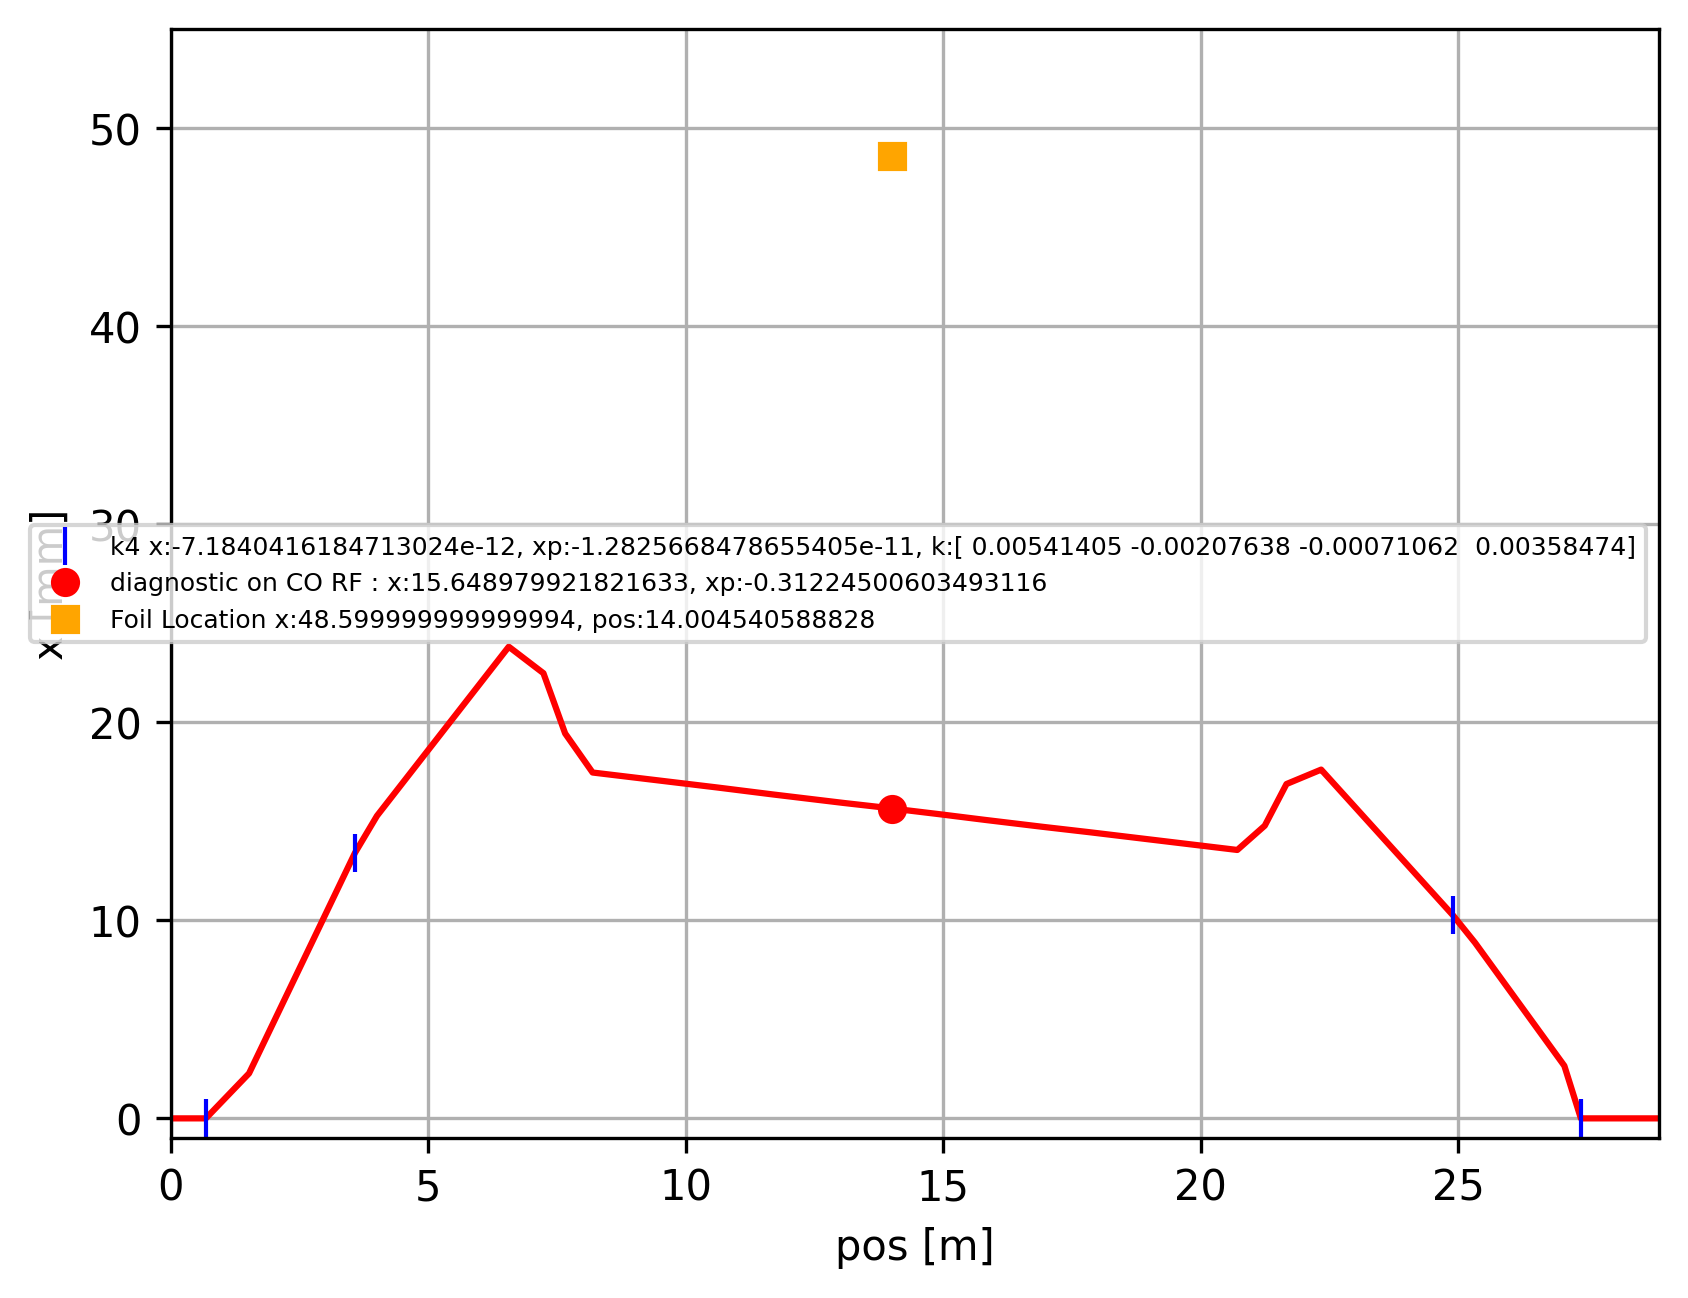 50
40
30
20
10
0
x [mm]
k4 x:-7.1840416184713024e-12, xp:-1.2825668478655405e-11, k:[ 0.00541405 -0.00207638 -0.00071062  0.00358474]
diagnostic on CO RF : x:15.648979921821633, xp:-0.31224500603493116
Foil Location x:48.599999999999994, pos:14.004540588828
0 5 10 15 20 25
pos [m]